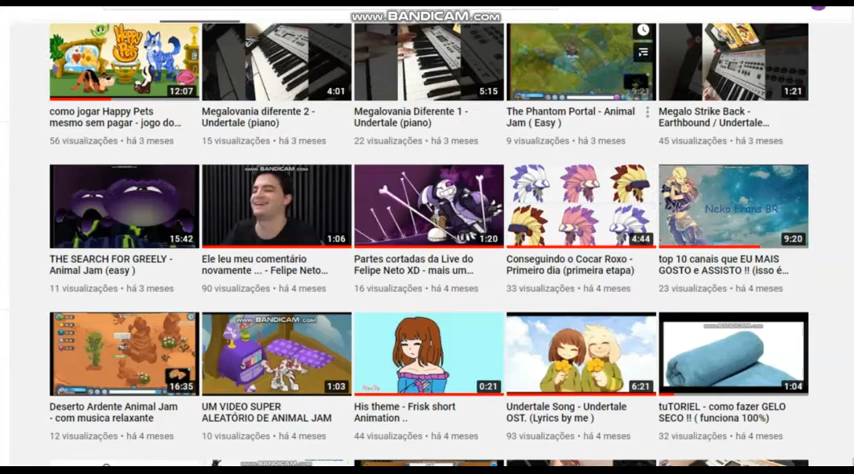 www.BANDICAM.com
Happy Pets
12:07
4:01
5:15
1:21
como jogar Happy Pets
mesmo sem pagar - jogo do...
56 visualizações • há 3 meses
Megalovania diferente 2 -
Undertale (piano)
15 visualizações • há 3 meses
Megalovania Diferente 1 -
Undertale (piano)
22 visualizações • há 3 meses
The Phantom Portal - Animal
Jam ( Easy )
9 visualizações • há 3 meses
Megalo Strike Back -
Earthbound / Undertale...
45 visualizações • há 3 meses
www.BANDICAM.com
Neko Evans BR
15:42
1:06
1:20
4:44
9:20
THE SEARCH FOR GREELY -
Animal Jam (easy )
11 visualizações • há 3 meses
Ele leu meu comentário
novamente ... - Felipe Neto...
90 visualizações • há 4 meses
Partes cortadas da Live do
Felipe Neto XD - mais um...
16 visualizações • há 4 meses
Conseguindo o Cocar Roxo -
Primeiro dia (primeira etapa)
33 visualizações • há 4 meses
top 10 canais que EU MAIS
GOSTO e ASSISTO !! (isso é...
23 visualizações • há 4 meses
www.BANDICAM.com
16:35
1:03
0:21
6:21
1:04
Deserto Ardente Animal Jam
- com musica relaxante
12 visualizações • há 4 meses
UM VIDEO SUPER
ALEATÓRIO DE ANIMAL JAM
10 visualizações • há 4 meses
His theme - Frisk short
Animation ..
44 visualizações • há 4 meses
Undertale Song - Undertale
OST. (Lyrics by me )
93 visualizações • há 4 meses
tuTORIEL - como fazer GELO
SECO !! ( funciona 100%)
32 visualizações • há 4 meses